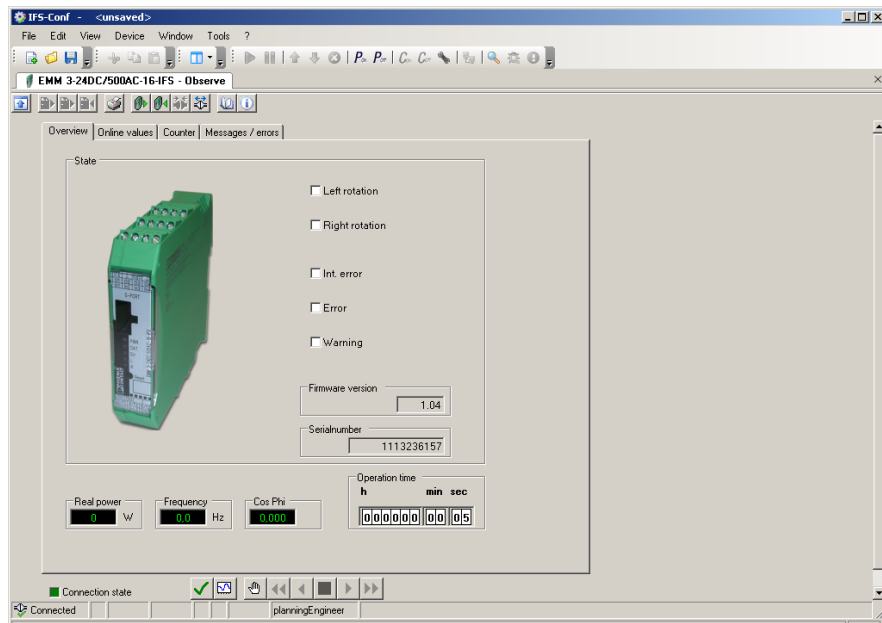 IFS-Conf - <unsaved>
File Edit View Device Window Tools ?
EMM 3-24DC/500AC-16-IFS - Observe
Overview Online values Counter Messages / errors
State
Left rotation
Right rotation
Int. error
Error
Warning
S-PORT
Firmware version
1.04
Serialnumber
1113236157
Operation time
h min sec
000000 00 05
Real power Frequency Cos Phi
0 W 0,0 Hz 0,000
Connection state
Connected planningEngineer